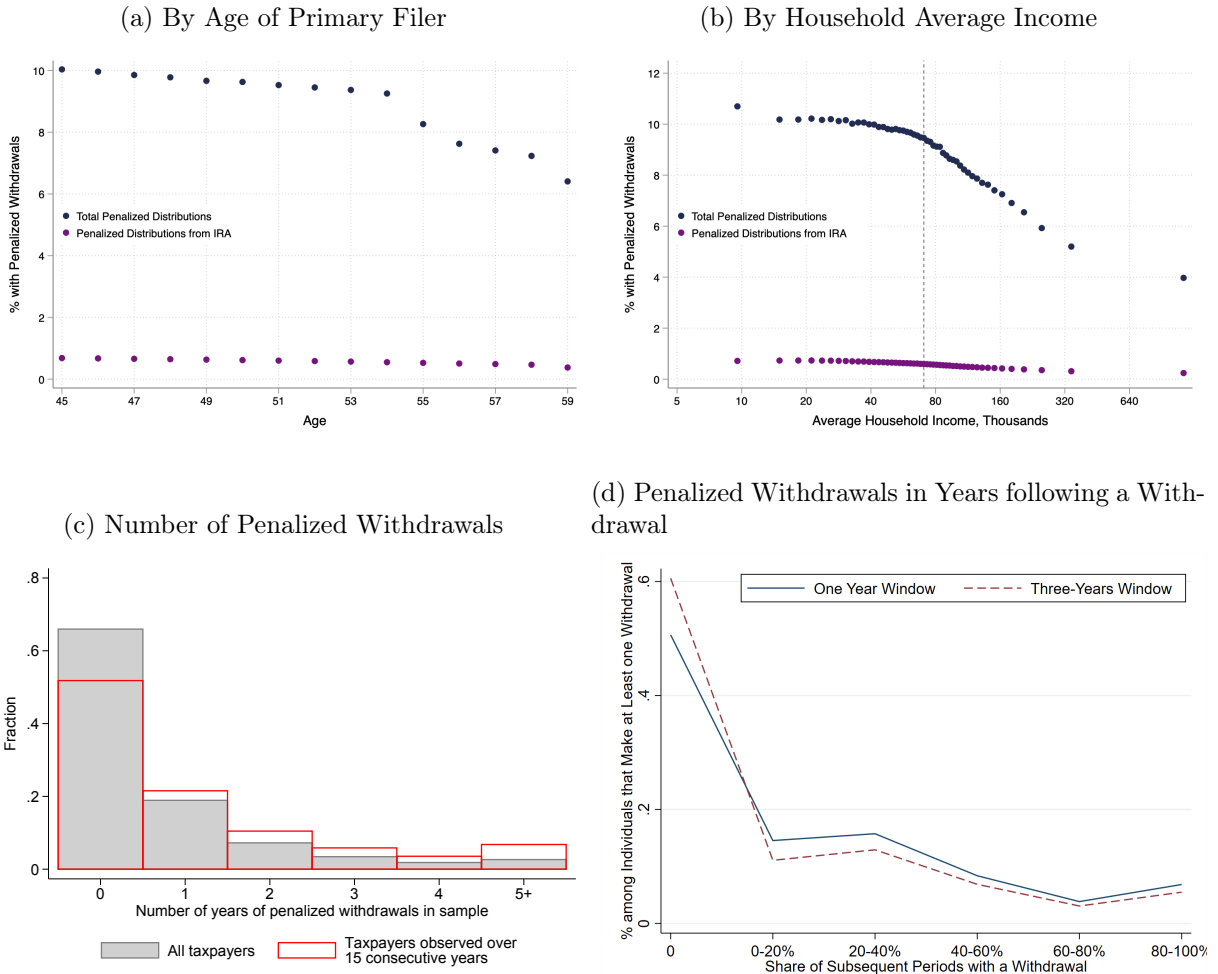 (a) By Age of Primary Filer
10
8
6
4
2
0
% with Penalized Withdrawals
Total Penalized Distributions
Penalized Distributions from IRA
45 47 49 51 53 55 57 59
Age
(b) By Household Average Income
12
10
8
6
4
2
0
% with Penalized Withdrawals
Total Penalized Distributions
Penalized Distributions from IRA
5 10 20 40 80 160 320 640
Average Household Income, Thousands
(c) Number of Penalized Withdrawals
.8
.6
.4
.2
0
Fraction
0 1 2 3 4 5+
Number of years of penalized withdrawals in sample
All taxpayers
Taxpayers observed over
15 consecutive years
(d) Penalized Withdrawals in Years following a With-
drawal
% among Individuals that Make at Least one Withdrawal
.6
.4
.2
0
One Year Window
Three-Years Window
0 0-20% 20-40% 40-60% 60-80% 80-100%
Share of Subsequent Periods with a Withdrawal